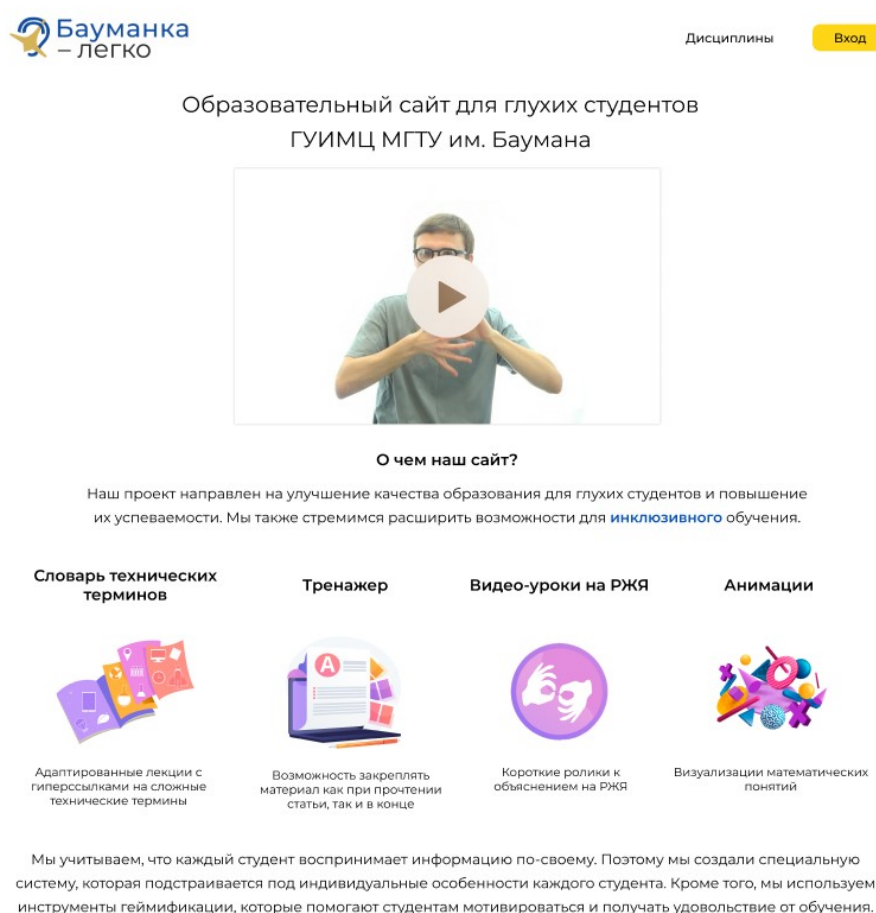 Бауманка
– легко
Дисциплины
Вход
Образовательный сайт для глухих студентов
ГУИМЦ МГТУ им. Баумана
О чем наш сайт?
Наш проект направлен на улучшение качества образования для глухих студентов и повышение
их успеваемости. Мы также стремимся расширить возможности для инклюзивного обучения.
Словарь технических
терминов
Тренажер
Видео-уроки на РЖЯ
Анимации
A
Адаптированные лекции с
гиперссылками на сложные
технические термины
Возможность закреплять
материал как при прочтении
статьи, так и в конце
Короткие ролики к
объяснением на РЖЯ
Визуализации математических
понятий
Мы учитываем, что каждый студент воспринимает информацию по-своему. Поэтому мы создали специальную
систему, которая подстраивается под индивидуальные особенности каждого студента. Кроме того, мы используем
инструменты геймификации, которые помогают студентам мотивироваться и получать удовольствие от обучения.